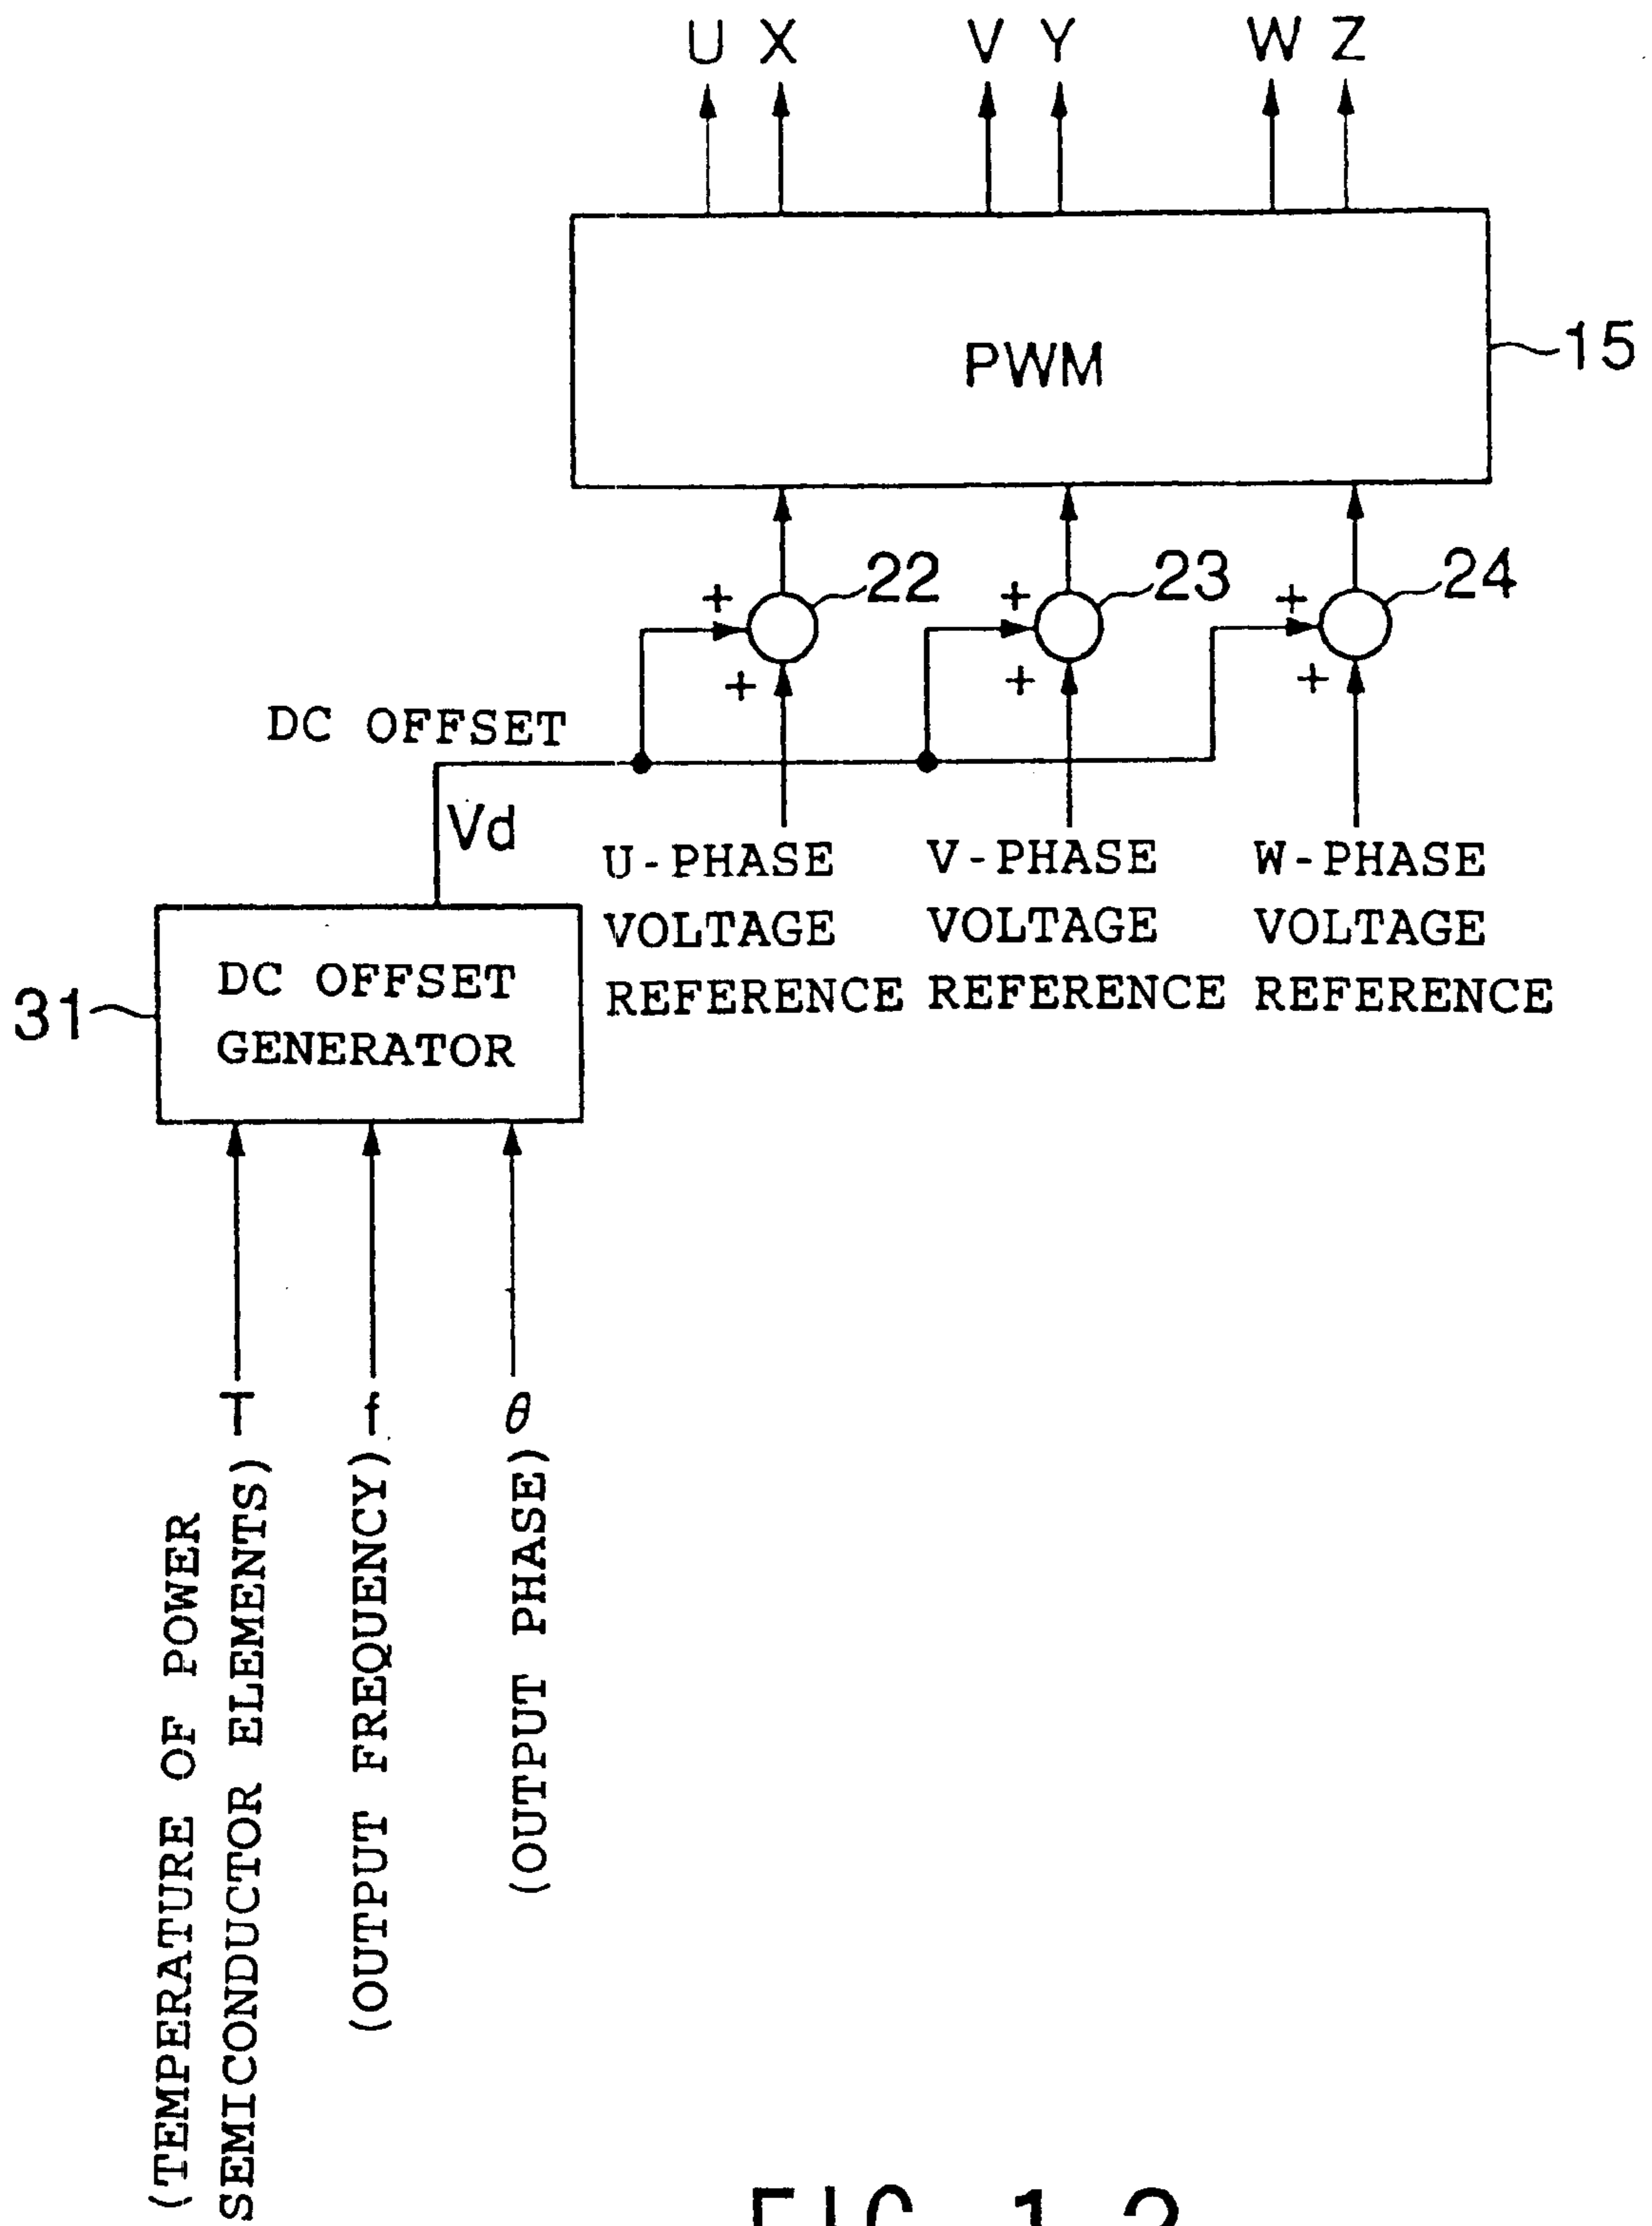 U X V Y W Z
PWM
15
+ 22 + 23 + 24
+ + +
DC OFFSET
Vd
U-PHASE VOLTAGE REFERENCE
V-PHASE VOLTAGE REFERENCE
W-PHASE VOLTAGE REFERENCE
31
DC OFFSET
GENERATOR
T
(TEMPERATURE OF POWER
SEMICONDUCTOR ELEMENTS)
f
(OUTPUT FREQUENCY)
θ
(OUTPUT PHASE)